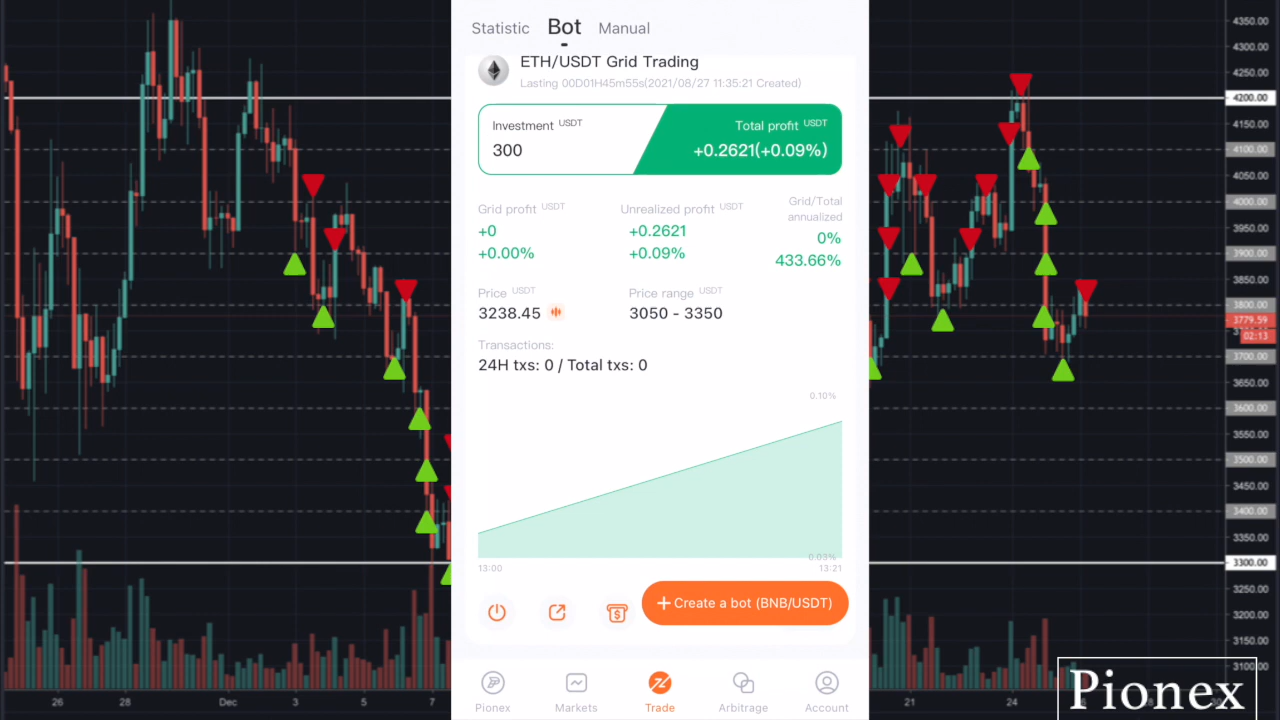 Statistic Bot Manual
ETH/USDT Grid Trading
Lasting 00D01H45m55s(2021/08/27 11:35:21 Created)
Investment USDT
300
Total profit USDT
+0.2621(+0.09%)
Grid profit USDT
+0
+0.00%
Unrealized profit USDT
+0.2621
+0.09%
Grid/Total
annualized
0%
433.66%
Price USDT
3238.45
Price range USDT
3050 - 3350
Transactions:
24H txs: 0 / Total txs: 0
0.10%
0.03%
13:00
13:21
+ Create a bot (BNB/USDT)
Pionex
Markets
Trade
Arbitrage
Account
4350.00
4300.00
4250.00
4200.00
4150.00
4100.00
4050.00
4000.00
3950.00
3900.00
3850.00
3800.00
3779.59
02:13
3700.00
3650.00
3600.00
3550.00
3500.00
3450.00
3400.00
3350.00
3300.00
3250.00
3200.00
3150.00
26
28
Dec
3
5
7
21
24
Pionex